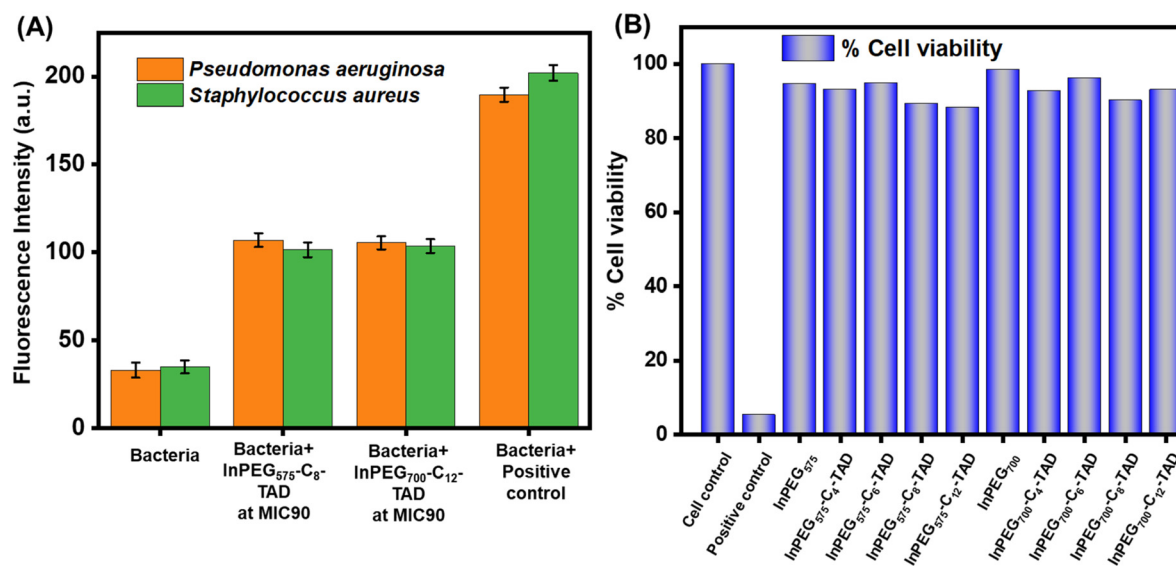 (A)
Fluorescence Intensity (a.u.)
200
150
100
50
0
Pseudomonas aeruginosa
Staphylococcus aureus
Bacteria
Bacteria+
InPEG575-C8-
TAD
at MIC90
Bacteria+
InPEG700-C12-
TAD
at MIC90
Bacteria+
Positive
control
(B)
% Cell viability
100
80
60
40
20
0
% Cell viability
Cell control
Positive control
InPEG575
InPEG575-C4-TAD
InPEG575-C6-TAD
InPEG575-C8-TAD
InPEG575-C12-TAD
InPEG700
InPEG700-C4-TAD
InPEG700-C6-TAD
InPEG700-C8-TAD
InPEG700-C12-TAD